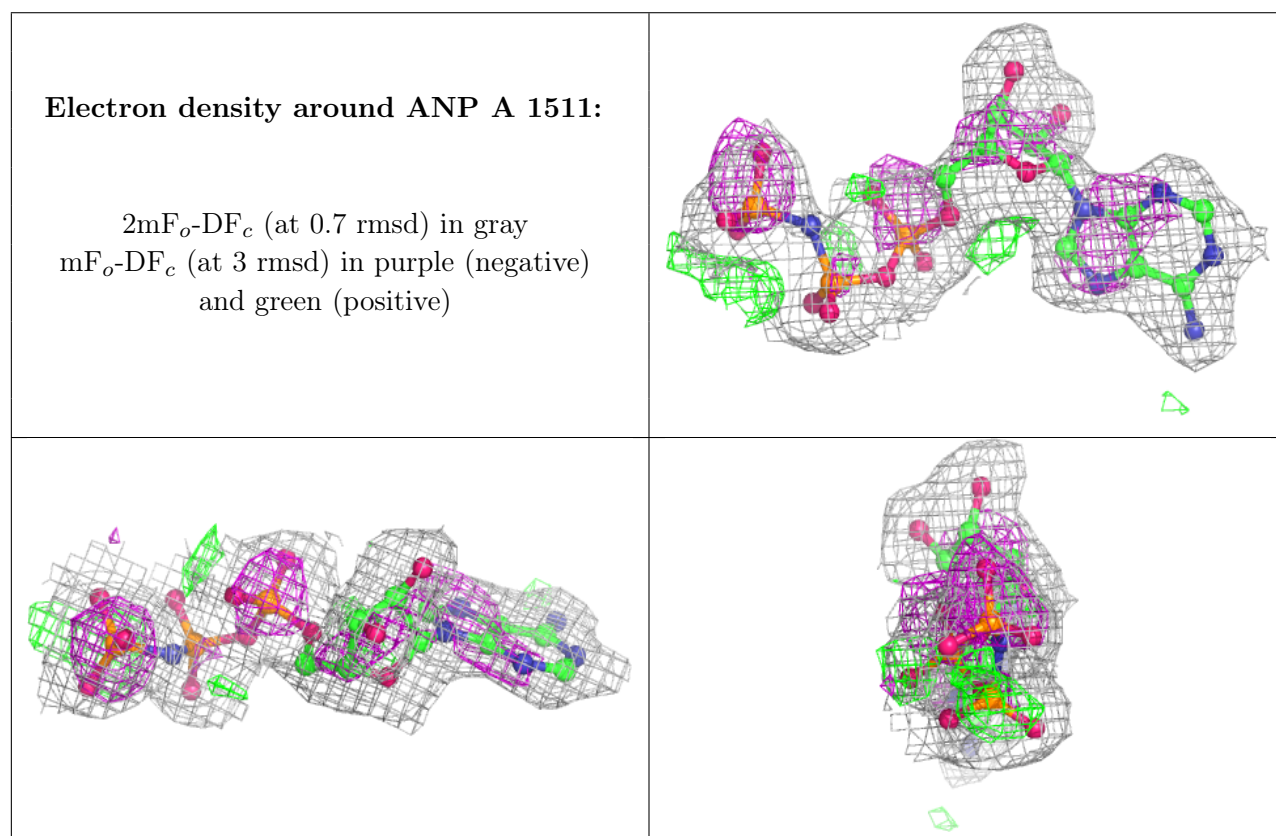 Electron density around ANP A 1511:
2mFₒ-DF𝒸 (at 0.7 rmsd) in gray
mFₒ-DF𝒸 (at 3 rmsd) in purple (negative)
and green (positive)